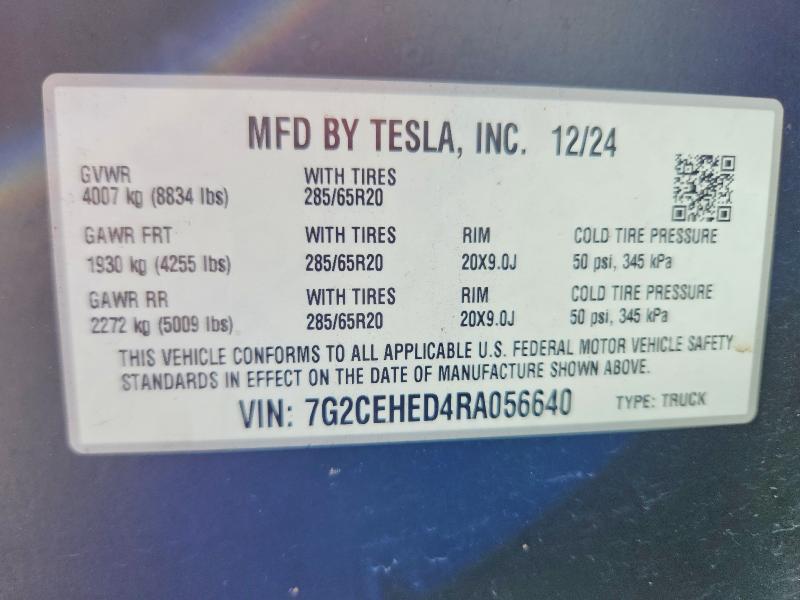 MFD BY TESLA, INC. 12/24
GVWR WITH TIRES
4007 kg (8834 lbs) 285/65R20
GAWR FRT WITH TIRES RIM COLD TIRE PRESSURE
1930 kg (4255 lbs) 285/65R20 20X9.0J 50 psi, 345 kPa
GAWR RR WITH TIRES RIM COLD TIRE PRESSURE
2272 kg (5009 lbs) 285/65R20 20X9.0J 50 psi, 345 kPa
THIS VEHICLE CONFORMS TO ALL APPLICABLE U.S. FEDERAL MOTOR VEHICLE SAFETY
STANDARDS IN EFFECT ON THE DATE OF MANUFACTURE SHOWN ABOVE.
VIN: 7G2CEHED4RA056640 TYPE: TRUCK